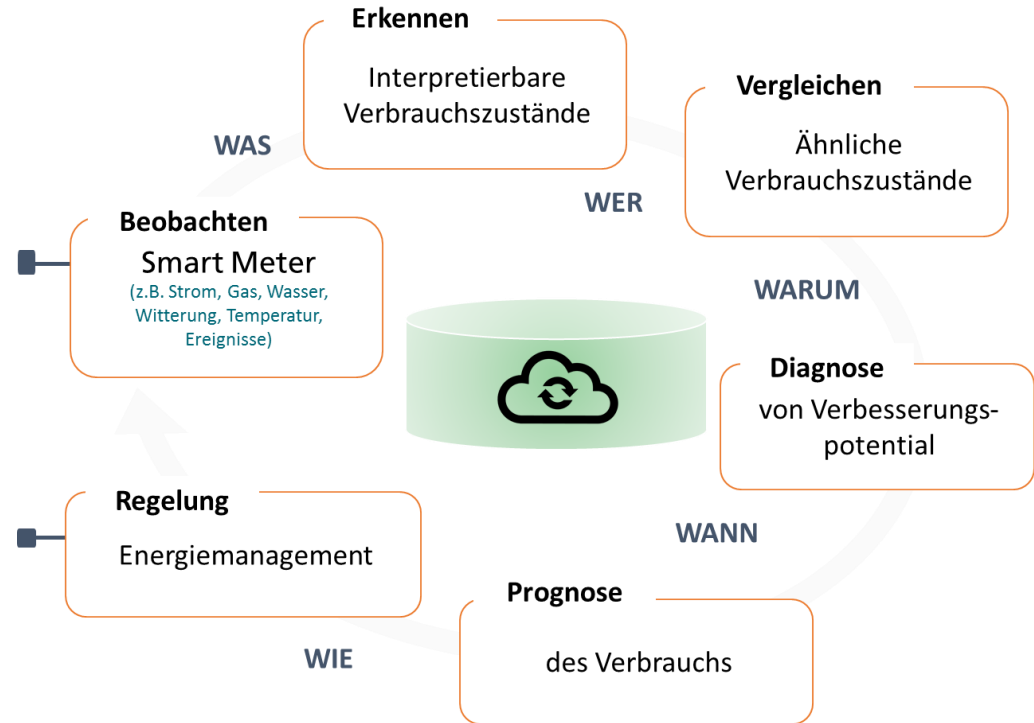 Erkennen
Interpretierbare
Verbrauchszustände
Vergleichen
Ähnliche
Verbrauchszustände
WAS
WER
Beobachten
Smart Meter
(z.B. Strom, Gas, Wasser,
Witterung, Temperatur,
Ereignisse)
WARUM
Diagnose
von Verbesserungs-
potential
Regelung
Energiemanagement
WANN
Prognose
des Verbrauchs
WIE